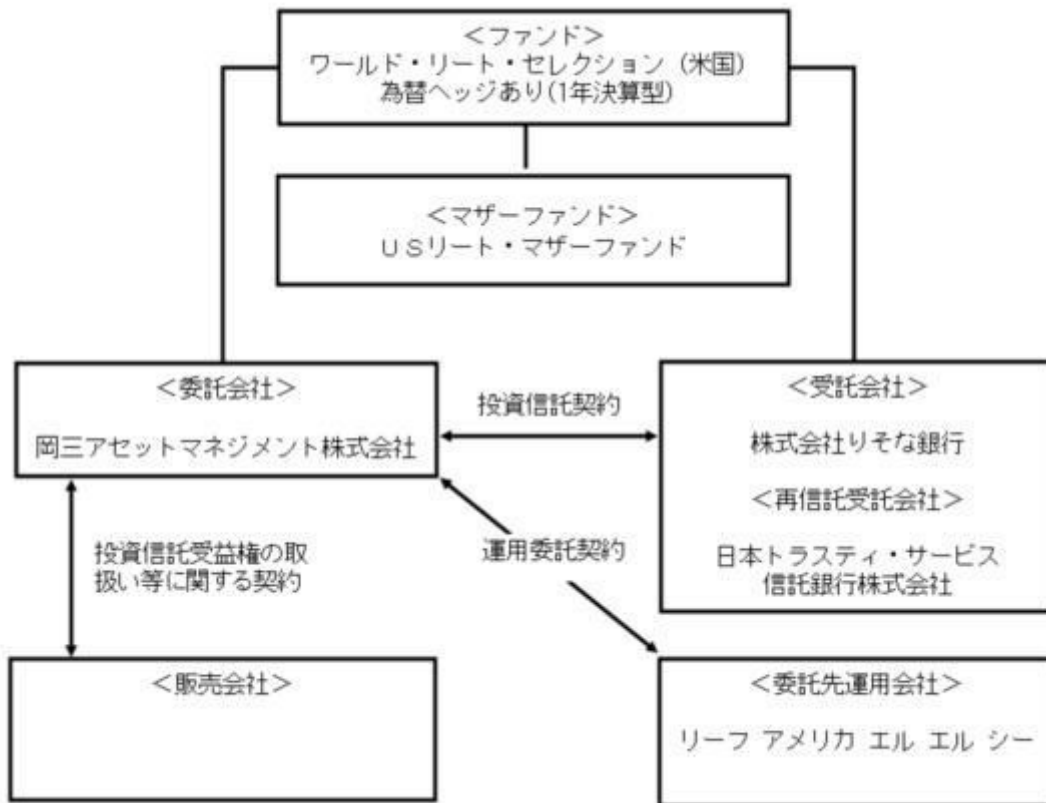 ＜ファンド＞
ワールド・リート・セレクション（米国）
為替ヘッジあり(1年決算型)
＜マザーファンド＞
ＵＳリート・マザーファンド
＜委託会社＞
岡三アセットマネジメント株式会社
投資信託契約
＜受託会社＞
株式会社りそな銀行
＜再信託受託会社＞
日本トラスティ・サービス
信託銀行株式会社
投資信託受益権の取
扱い等に関する契約
運用委託契約
＜販売会社＞
＜委託先運用会社＞
リーフ アメリカ エル エル シー